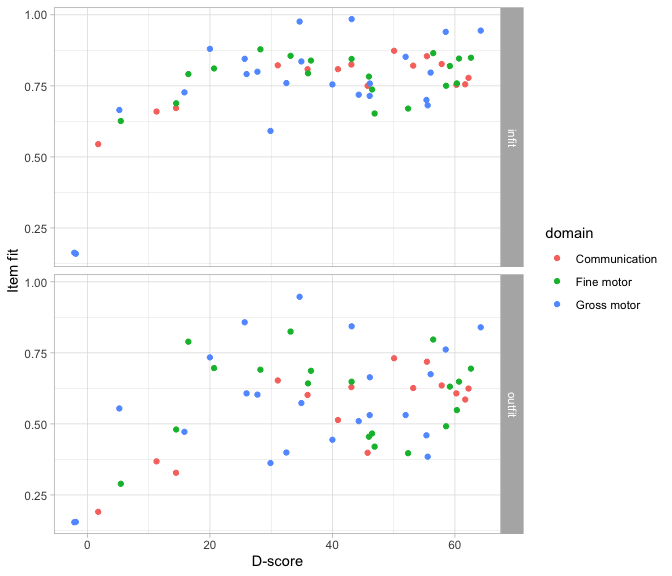 1.00
0.75
0.50
0.25
infit
Item fit
1.00
0.75
0.50
0.25
outfit
0 20 40 60
D-score
domain
Communication
Fine motor
Gross motor